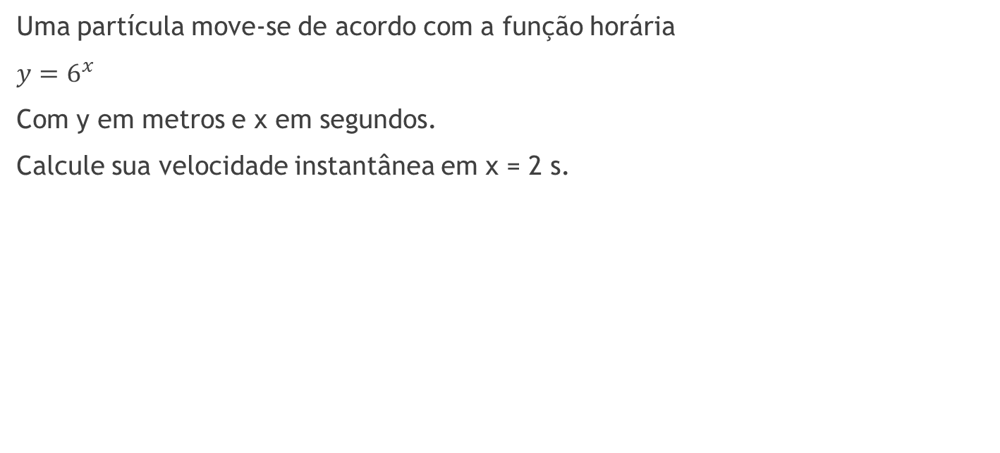 Uma partícula move-se de acordo com a função horária
y = 6ˣ
Com y em metros e x em segundos.
Calcule sua velocidade instantânea em x = 2 s.